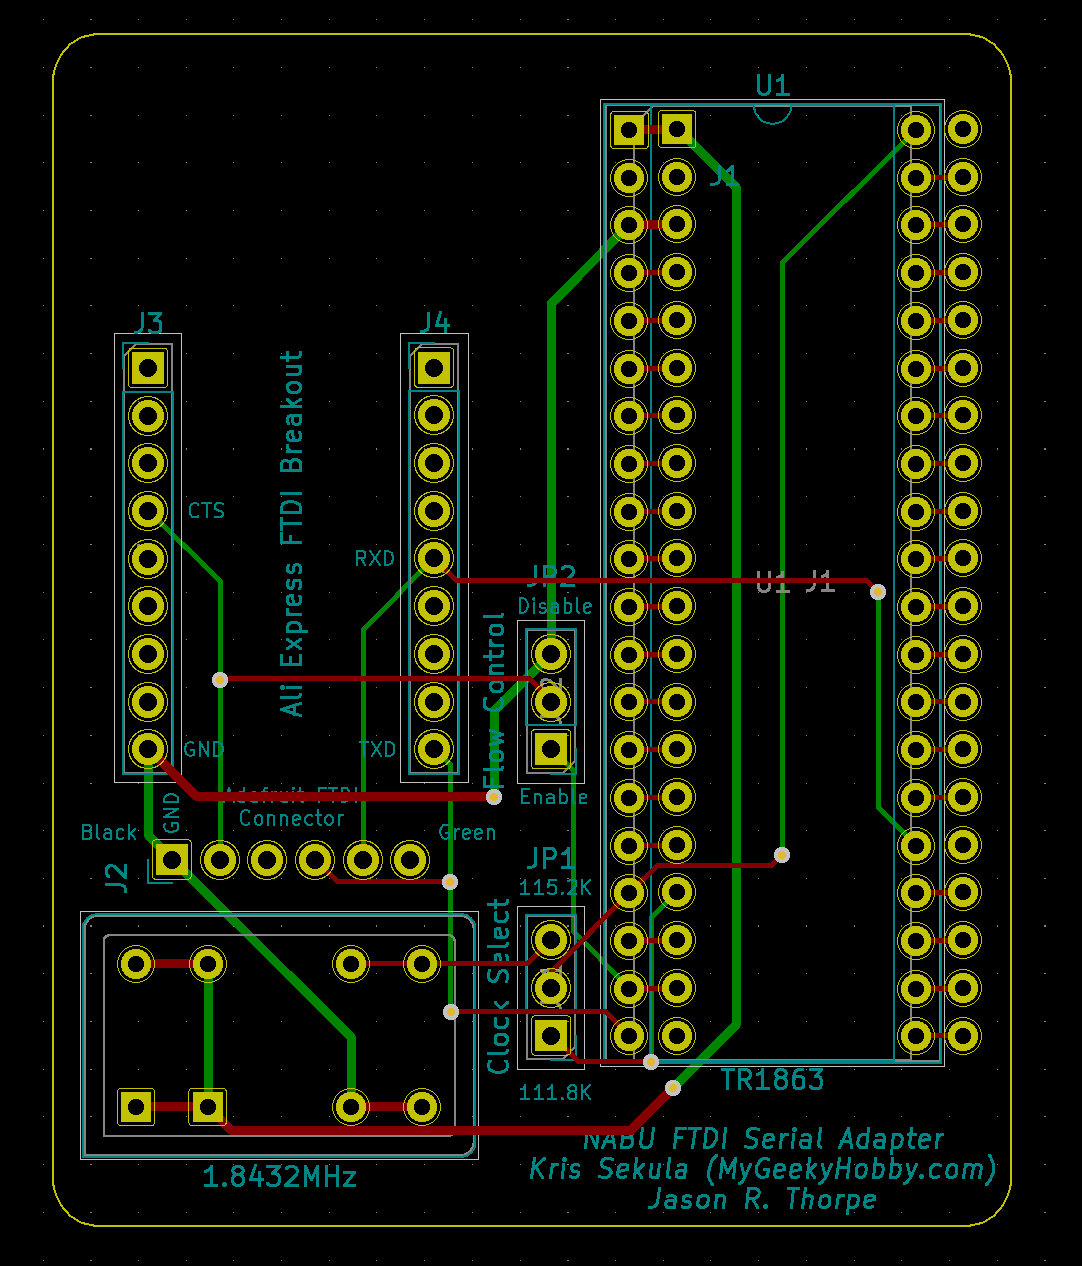 U1
J1
J3
J4
Ali Express FTDI Breakout
CTS
RXD
JP2
Disable
U1 J1
Flow Control
GND
TXD
Enable
Adafruit FTDI
Connector
GND
Black
Green
J2
JP1
115.2K
Clock Select
TR1863
111.8K
NABU FTDI Serial Adapter
Kris Sekula (MyGeekyHobby.com)
Jason R. Thorpe
1.8432MHz